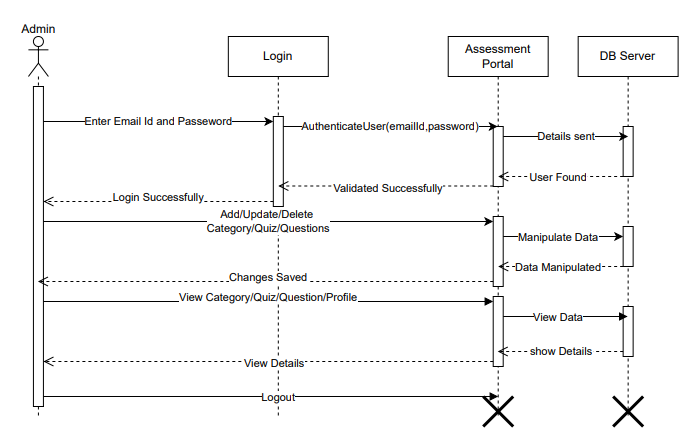 Admin
Login
Assessment
Portal
DB Server
Enter Email Id and Passeword
AuthenticateUser(emailId,password)
Details sent
User Found
Validated Successfully
Login Successfully
Add/Update/Delete
Category/Quiz/Questions
Manipulate Data
Data Manipulated
Changes Saved
View Category/Quiz/Question/Profile
View Data
show Details
View Details
Logout